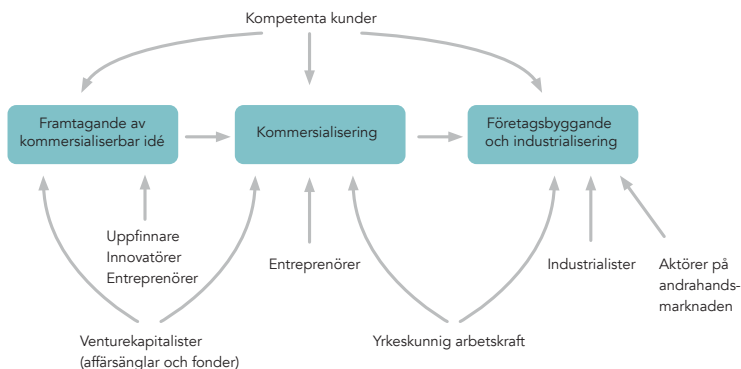 Kompetenta kunder
Framtagande av
kommersialiserbar idé
Kommersialisering
Företagsbyggande
och industrialisering
Uppfinnare
Innovatörer
Entreprenörer
Entreprenörer
Industrialister
Aktörer på
andrahands-
marknaden
Venturekapitalister
(affärsänglar och fonder)
Yrkeskunnig arbetskraft